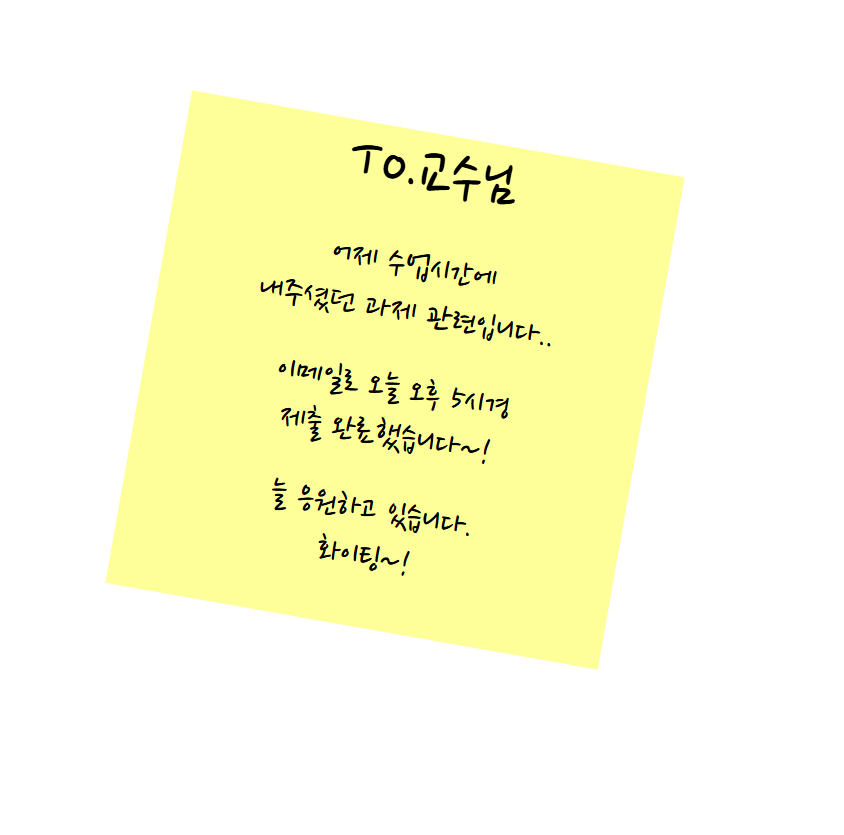 To.교수님
어제 수업시간에
내주셨던 과제 관련입니다..
이메일로 오늘 오후 5시경
제출 완료했습니다~!
늘 응원하고 있습니다.
화이팅~!